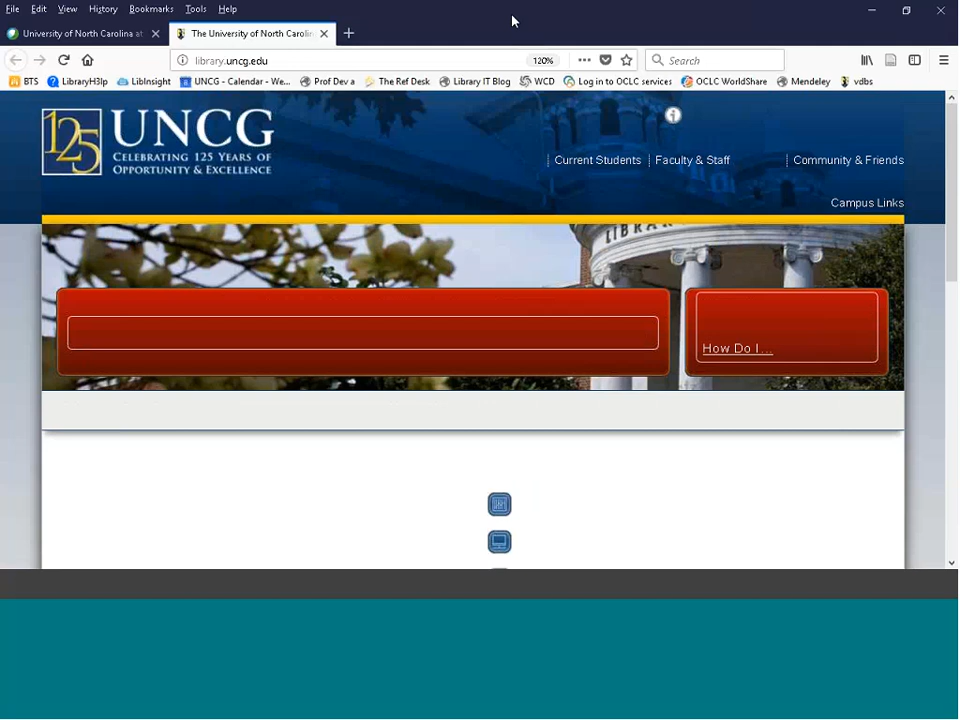 File Edit View History Bookmarks Tools Help
University of North Carolina at
The University of North Carolin
library.uncg.edu 120% Search
BTS LibraryH3lp LibInsight UNCG - Calendar - We... Prof Dev a The Ref Desk Library IT Blog WCD Log in to OCLC services OCLC WorldShare Mendeley vdbs
125 UNCG
CELEBRATING 125 YEARS OF
OPPORTUNITY & EXCELLENCE
Current Students Faculty & Staff Community & Friends
Campus Links
LIBRA
How Do I...